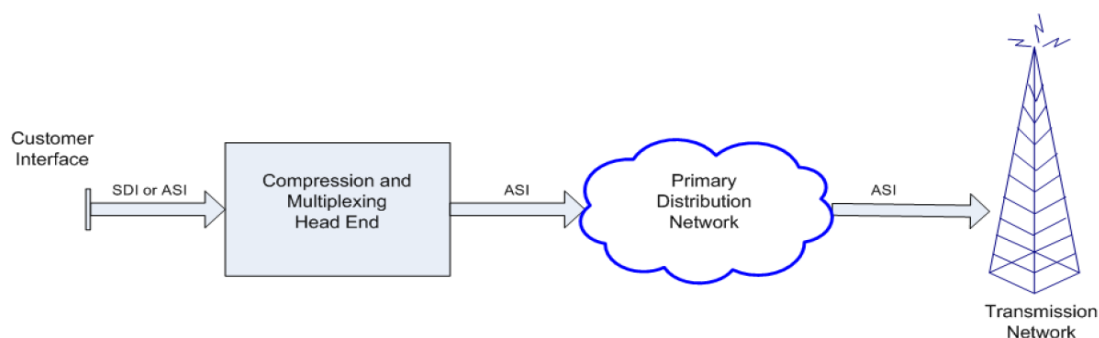 Customer
Interface
SDI or ASI
Compression and
Multiplexing
Head End
ASI
Primary
Distribution
Network
ASI
Transmission
Network